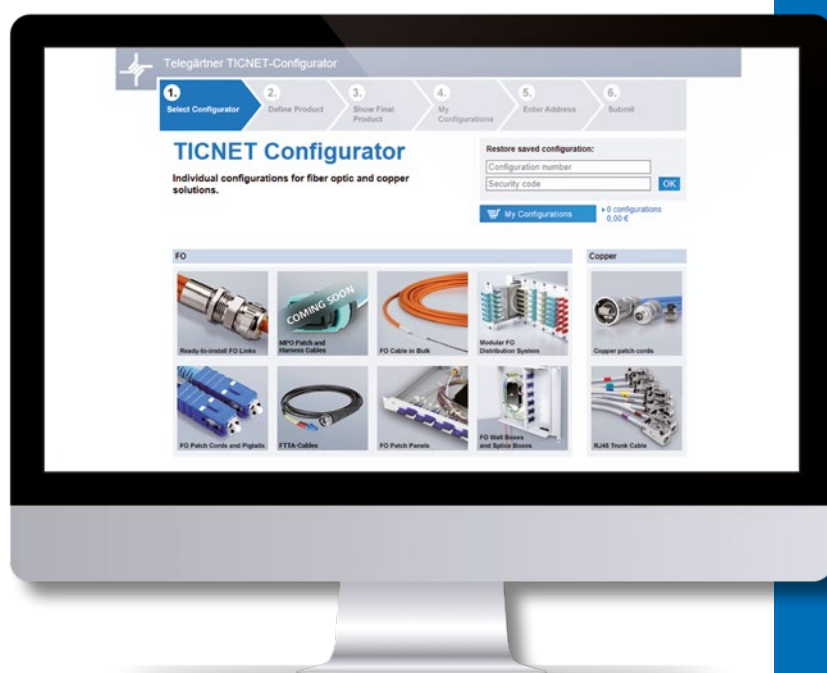 Telegärtner TICNET-Configurator
1.
Select Configurator
2.
Define Product
3.
Show Final
Product
4.
My
Configurations
5.
Enter Address
6.
Submit
TICNET Configurator
Individual configurations for fiber optic and copper
solutions.
Restore saved configuration:
Configuration number
Security code
OK
My Configurations
0 configurations
0,00 €
FO
Copper
Ready-to-install FO Links
COMING SOON
MPO Patch and
Harness Cables
FO Cable in Bulk
Modular FO
Distribution System
Copper patch cords
FO Patch Cords and Pigtails
FTTA-Cables
FO Patch Panels
FO Wall Boxes
and Splice Boxes
RJ45 Trunk Cable